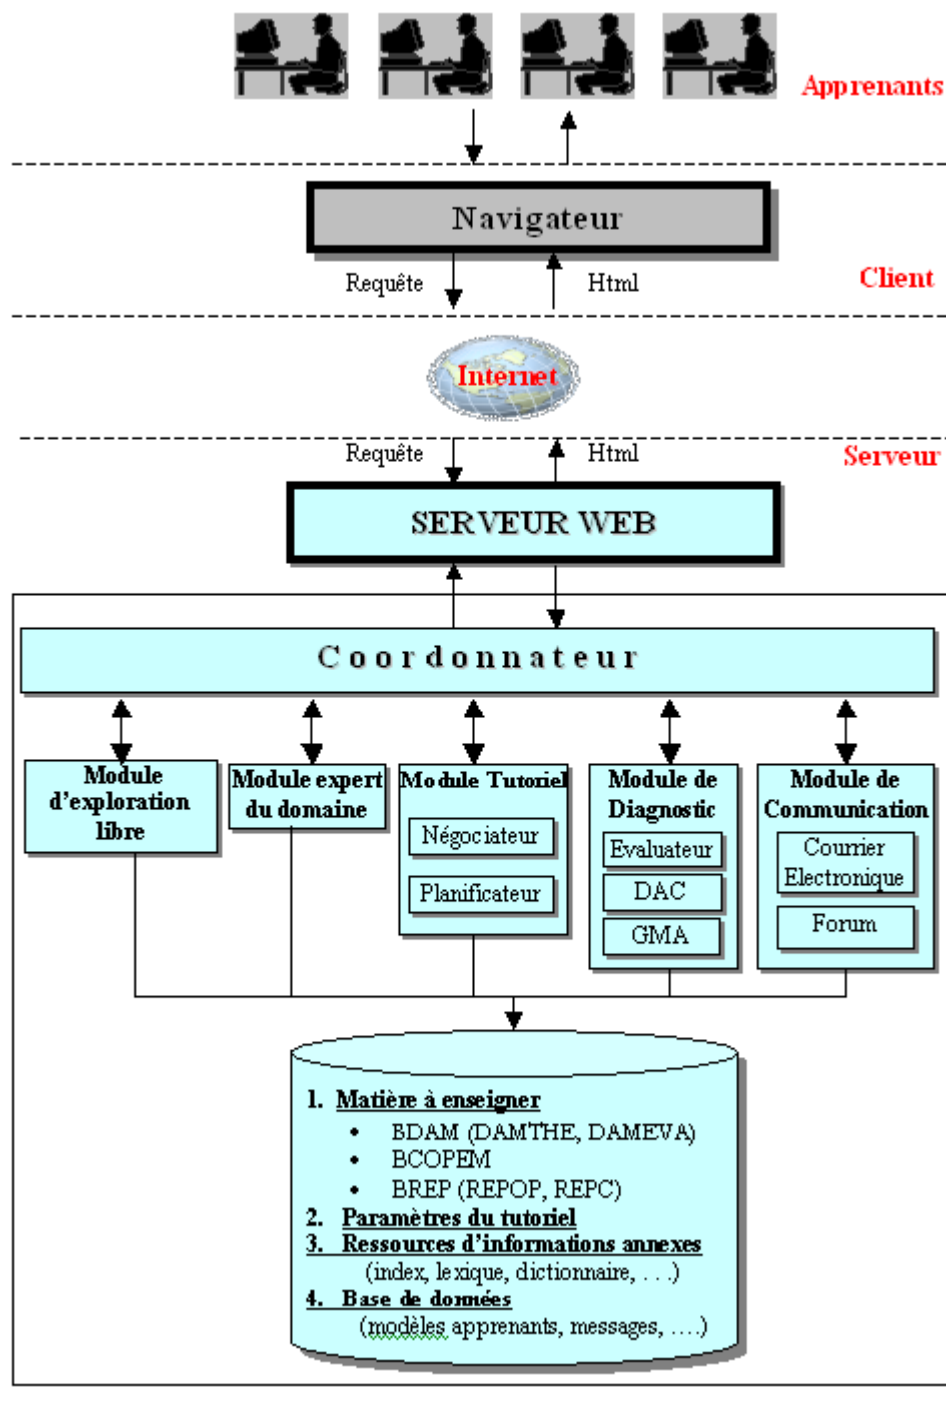 Apprenants
Navigateur
Requête
Html
Client
Internet
Requête
Html
Serveur
SERVEUR WEB
Coordonnateur
Module
d'exploration
libre
Module expert
du domaine
Module Tutoriel
Négociateur
Planificateur
Module de
Diagnostic
Evaluateur
DAC
GMA
Module de
Communication
Courrier
Electronique
Forum
1. Matière à enseigner
• BDAM (DAMTHE, DAMEVA)
• BCOPEM
• BREP (REPOP, REPC)
2. Paramètres du tutoriel
3. Ressources d'informations annexes
(index, lexique, dictionnaire, . . .)
4. Base de données
(modèles apprenants, messages, ….)